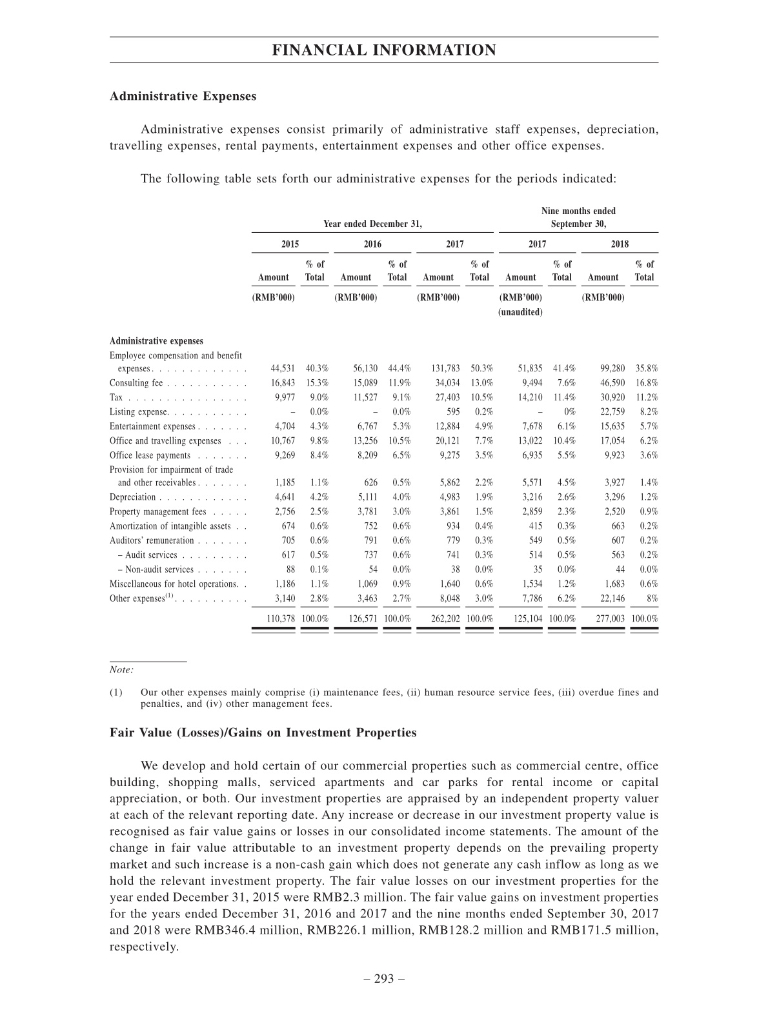 FINANCIAL INFORMATION
Administrative Expenses
Administrative expenses consist primarily of administrative staff expenses, depreciation,
travelling expenses, rental payments, entertainment expenses and other office expenses.
The following table sets forth our administrative expenses for the periods indicated:
Nine months ended
Year ended December 31, September 30,
2015 2016 2017 2017 2018
% of % of % of % of % of
Amount Total Amount Total Amount Total Amount Total Amount Total
(RMB’000) (RMB’000) (RMB’000) (RMB’000) (RMB’000)
(unaudited)
Administrative expenses
Employee compensation and benefit
expenses. . . . . . . . . . . . . 44,531 40.3% 56,130 44.4% 131,783 50.3% 51,835 41.4% 99,280 35.8%
Consulting fee . . . . . . . . . . . 16,843 15.3% 15,089 11.9% 34,034 13.0% 9,494 7.6% 46,590 16.8%
Tax . . . . . . . . . . . . . . . . 9,977 9.0% 11,527 9.1% 27,403 10.5% 14,210 11.4% 30,920 11.2%
Listing expense. . . . . . . . . . – 0.0% – 0.0% 595 0.2% – 0% 22,759 8.2%
Entertainment expenses . . . . . . . 4,704 4.3% 6,767 5.3% 12,884 4.9% 7,678 6.1% 15,635 5.7%
Office and travelling expenses . . . 10,767 9.8% 13,256 10.5% 20,121 7.7% 13,022 10.4% 17,054 6.2%
Office lease payments . . . . . . . 9,269 8.4% 8,209 6.5% 9,275 3.5% 6,935 5.5% 9,923 3.6%
Provision for impairment of trade
and other receivables . . . . . . . 1,185 1.1% 626 0.5% 5,862 2.2% 5,571 4.5% 3,927 1.4%
Depreciation . . . . . . . . . . . . 4,641 4.2% 5,111 4.0% 4,983 1.9% 3,216 2.6% 3,296 1.2%
Property management fees . . . . . 2,756 2.5% 3,781 3.0% 3,861 1.5% 2,859 2.3% 2,520 0.9%
Amortization of intangible assets . . 674 0.6% 752 0.6% 934 0.4% 415 0.3% 663 0.2%
Auditors’ remuneration . . . . . . . 705 0.6% 791 0.6% 779 0.3% 549 0.5% 607 0.2%
– Audit services . . . . . . . . . 617 0.5% 737 0.6% 741 0.3% 514 0.5% 563 0.2%
– Non-audit services . . . . . . . 88 0.1% 54 0.0% 38 0.0% 35 0.0% 44 0.0%
Miscellaneous for hotel operations. . 1,186 1.1% 1,069 0.9% 1,640 0.6% 1,534 1.2% 1,683 0.6%
Other expenses(1). . . . . . . . . . 3,140 2.8% 3,463 2.7% 8,048 3.0% 7,786 6.2% 22,146 8%
110,378 100.0% 126,571 100.0% 262,202 100.0% 125,104 100.0% 277,003 100.0%
Note:
(1) Our other expenses mainly comprise (i) maintenance fees, (ii) human resource service fees, (iii) overdue fines and
penalties, and (iv) other management fees.
Fair Value (Losses)/Gains on Investment Properties
We develop and hold certain of our commercial properties such as commercial centre, office
building, shopping malls, serviced apartments and car parks for rental income or capital
appreciation, or both. Our investment properties are appraised by an independent property valuer
at each of the relevant reporting date. Any increase or decrease in our investment property value is
recognised as fair value gains or losses in our consolidated income statements. The amount of the
change in fair value attributable to an investment property depends on the prevailing property
market and such increase is a non-cash gain which does not generate any cash inflow as long as we
hold the relevant investment property. The fair value losses on our investment properties for the
year ended December 31, 2015 were RMB2.3 million. The fair value gains on investment properties
for the years ended December 31, 2016 and 2017 and the nine months ended September 30, 2017
and 2018 were RMB346.4 million, RMB226.1 million, RMB128.2 million and RMB171.5 million,
respectively.
– 293 –